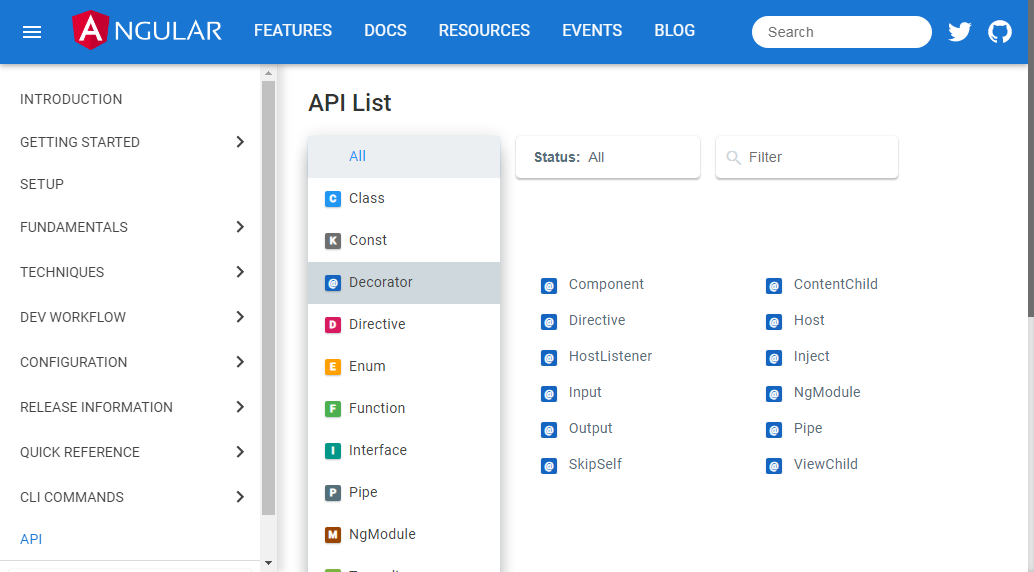 ANGULAR FEATURES DOCS RESOURCES EVENTS BLOG Search
INTRODUCTION
GETTING STARTED
SETUP
FUNDAMENTALS
TECHNIQUES
DEV WORKFLOW
CONFIGURATION
RELEASE INFORMATION
QUICK REFERENCE
CLI COMMANDS
API
API List
All
C Class
K Const
@ Decorator
D Directive
E Enum
F Function
I Interface
P Pipe
M NgModule
Status: All
Filter
@ Component @ ContentChild
@ Directive @ Host
@ HostListener @ Inject
@ Input @ NgModule
@ Output @ Pipe
@ SkipSelf @ ViewChild